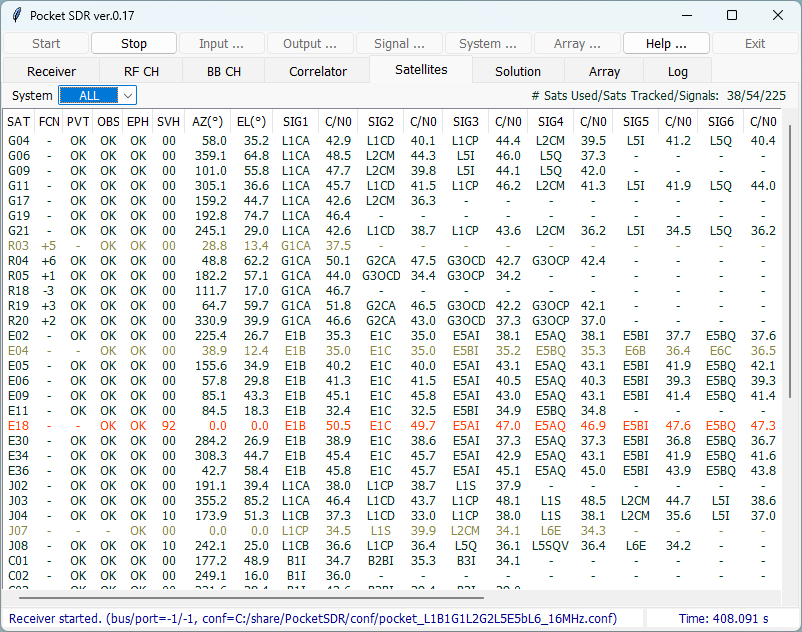 Pocket SDR ver.0.17
Start Stop Input ... Output ... Signal ... System ... Array ... Help ... Exit
Receiver RF CH BB CH Correlator Satellites Solution Array Log
System ALL # Sats Used/Sats Tracked/Signals: 38/54/225
SAT FCN PVT OBS EPH SVH AZ(°) EL(°) SIG1 C/N0 SIG2 C/N0 SIG3 C/N0 SIG4 C/N0 SIG5 C/N0 SIG6 C/N0
G04 - OK OK OK 00 58.0 35.2 L1CA 42.9 L1CD 40.1 L1CP 44.4 L2CM 39.5 L5I 41.2 L5Q 40.4
G06 - OK OK OK 00 359.1 64.8 L1CA 48.5 L2CM 44.3 L5I 46.0 L5Q 37.3 - - - -
G09 - OK OK OK 00 101.0 55.8 L1CA 47.7 L2CM 39.8 L5I 44.1 L5Q 42.0 - - - -
G11 - OK OK OK 00 305.1 36.6 L1CA 45.7 L1CD 41.5 L1CP 46.2 L2CM 41.3 L5I 41.9 L5Q 44.0
G17 - OK OK OK 00 159.2 44.7 L1CA 42.6 L2CM 36.3 - - - - - - - -
G19 - OK OK OK 00 192.8 74.7 L1CA 46.4 - - - - - - - - - -
G21 - OK OK OK 00 245.1 29.0 L1CA 42.6 L1CD 38.7 L1CP 43.6 L2CM 36.2 L5I 34.5 L5Q 36.2
R03 +5 - OK OK 00 28.8 13.4 G1CA 37.5 - - - - - - - - - -
R04 +6 OK OK OK 00 48.8 62.2 G1CA 50.1 G2CA 47.5 G3OCD 42.7 G3OCP 42.4 - - - -
R05 +1 OK OK OK 00 182.2 57.1 G1CA 44.0 G3OCD 34.4 G3OCP 34.2 - - - - - -
R18 -3 OK OK OK 00 111.7 17.0 G1CA 46.7 - - - - - - - - - -
R19 +3 OK OK OK 00 64.7 59.7 G1CA 51.8 G2CA 46.5 G3OCD 42.2 G3OCP 42.1 - - - -
R20 +2 OK OK OK 00 330.9 39.9 G1CA 46.6 G2CA 43.0 G3OCD 37.3 G3OCP 37.0 - - - -
E02 - OK OK OK 00 225.4 26.7 E1B 35.3 E1C 35.0 E5AI 38.1 E5AQ 38.1 E5BI 37.7 E5BQ 37.6
E04 - - OK OK 00 38.9 12.4 E1B 35.0 E1C 35.0 E5BI 35.2 E5BQ 35.3 E6B 36.4 E6C 36.5
E05 - OK OK OK 00 155.6 34.9 E1B 40.2 E1C 40.0 E5AI 43.1 E5AQ 43.1 E5BI 41.9 E5BQ 42.1
E06 - OK OK OK 00 57.8 29.8 E1B 41.3 E1C 41.5 E5AI 40.5 E5AQ 40.3 E5BI 39.3 E5BQ 39.3
E09 - OK OK OK 00 85.1 43.3 E1B 45.1 E1C 45.8 E5AI 43.0 E5AQ 43.1 E5BI 41.4 E5BQ 41.4
E11 - OK OK OK 00 84.5 18.3 E1B 32.4 E1C 32.5 E5BI 34.9 E5BQ 34.8 - - - -
E18 - - OK OK 92 0.0 0.0 E1B 50.5 E1C 49.7 E5AI 47.0 E5AQ 46.9 E5BI 47.6 E5BQ 47.3
E30 - OK OK OK 00 284.2 26.9 E1B 38.9 E1C 38.6 E5AI 37.3 E5AQ 37.3 E5BI 36.8 E5BQ 36.7
E34 - OK OK OK 00 308.3 44.7 E1B 45.4 E1C 45.7 E5AI 42.9 E5AQ 43.1 E5BI 41.9 E5BQ 41.6
E36 - OK OK OK 00 42.7 58.4 E1B 45.8 E1C 45.7 E5AI 45.1 E5AQ 45.0 E5BI 43.9 E5BQ 43.8
J02 - OK OK OK 00 191.1 39.4 L1CA 38.0 L1CP 38.7 L1S 37.9 - - - - - -
J03 - OK OK OK 00 355.2 85.2 L1CA 46.4 L1CD 43.7 L1CP 48.1 L1S 48.5 L2CM 44.7 L5I 38.6
J04 - OK OK OK 10 173.9 51.3 L1CB 37.3 L1CD 33.0 L1CP 38.0 L1S 38.1 L2CM 35.6 L5I 37.0
J07 - - - OK 00 0.0 0.0 L1CP 34.5 L1S 39.9 L2CM 34.1 L6E 34.3 - - - -
J08 - OK OK OK 10 242.1 25.0 L1CB 36.6 L1CP 36.4 L5Q 36.1 L5SQV 36.4 L6E 34.2 - -
C01 - OK OK OK 00 177.2 48.9 B1I 34.7 B2BI 35.3 B3I 34.1 - - - - - -
C02 - OK OK OK 00 249.1 16.0 B1I 36.0 - - - - - - - - - -
Receiver started. (bus/port=-1/-1, conf=C:/share/PocketSDR/conf/pocket_L1B1G1L2G2L5E5bL6_16MHz.conf) Time: 408.091 s